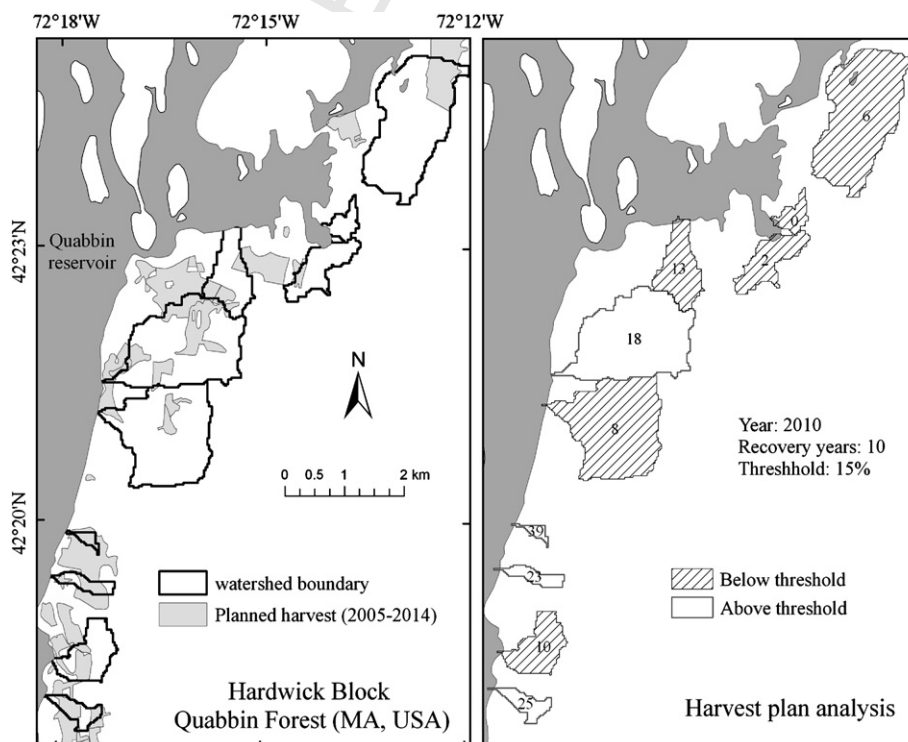 72°18'W 72°15'W 72°12'W
42°23'N
Quabbin
reservoir
N
0 0.5 1 2 km
42°20'N
watershed boundary
Planned harvest (2005-2014)
Hardwick Block
Quabbin Forest (MA, USA)
6
0
2
13
18
8
Year: 2010
Recovery years: 10
Threshhold: 15%
39
23
Below threshold
Above threshold
10
25
Harvest plan analysis